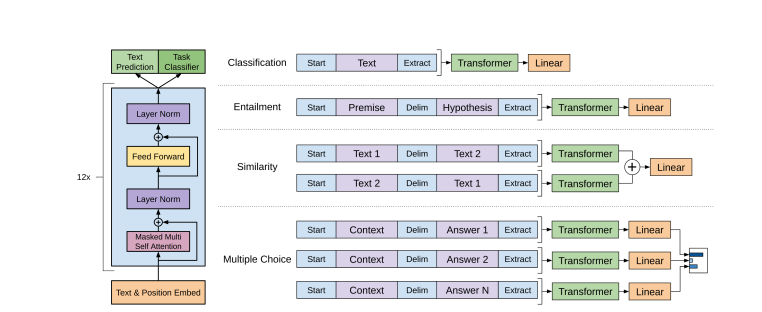 Text
Prediction
Task
Classifier
Layer Norm
Feed Forward
12x
Layer Norm
Masked Multi
Self Attention
Text & Position Embed
Classification
Start
Text
Extract
Transformer
Linear
Entailment
Start
Premise
Delim
Hypothesis
Extract
Transformer
Linear
Similarity
Start
Text 1
Delim
Text 2
Extract
Transformer
Start
Text 2
Delim
Text 1
Extract
Transformer
Linear
Multiple Choice
Start
Context
Delim
Answer 1
Extract
Transformer
Linear
Start
Context
Delim
Answer 2
Extract
Transformer
Linear
Start
Context
Delim
Answer N
Extract
Transformer
Linear